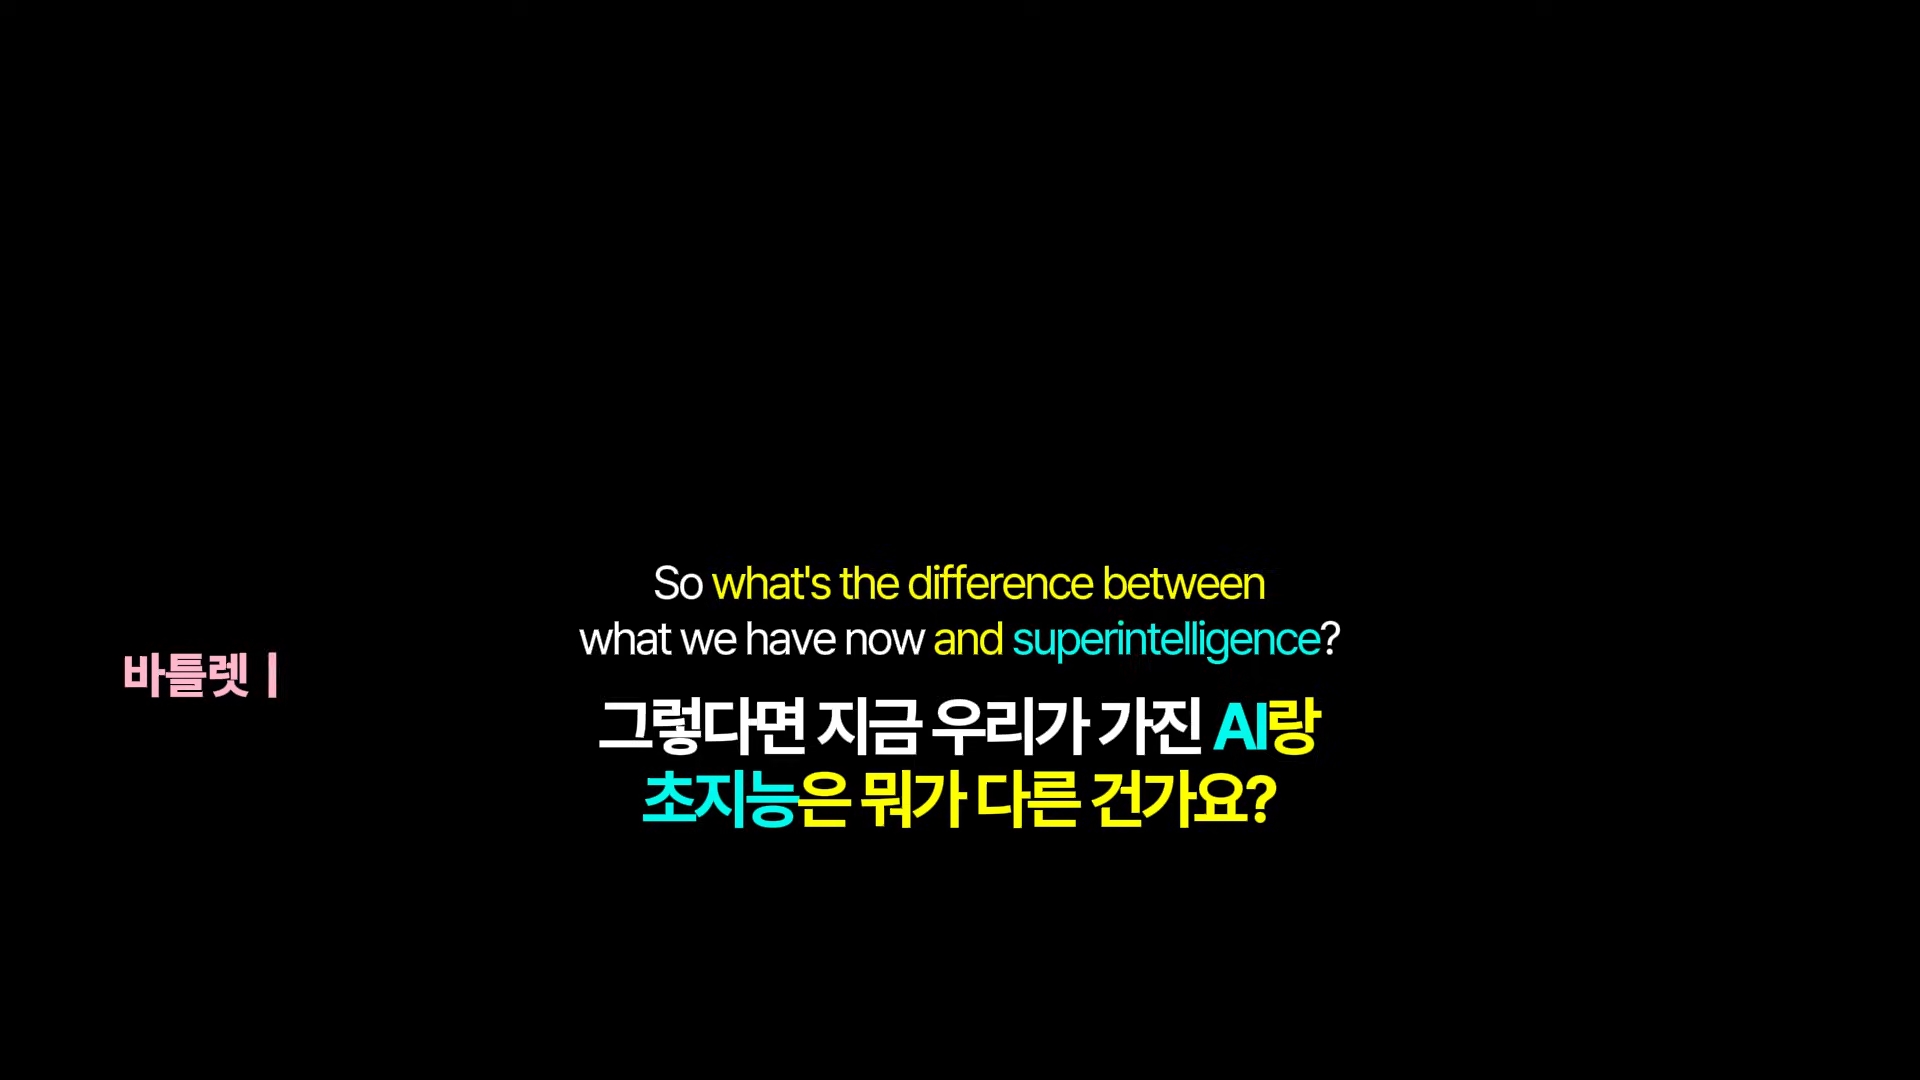 So what's the difference between
what we have now and superintelligence?
바틀렛 |
그렇다면 지금 우리가 가진 AI랑
초지능은 뭐가 다른 건가요?